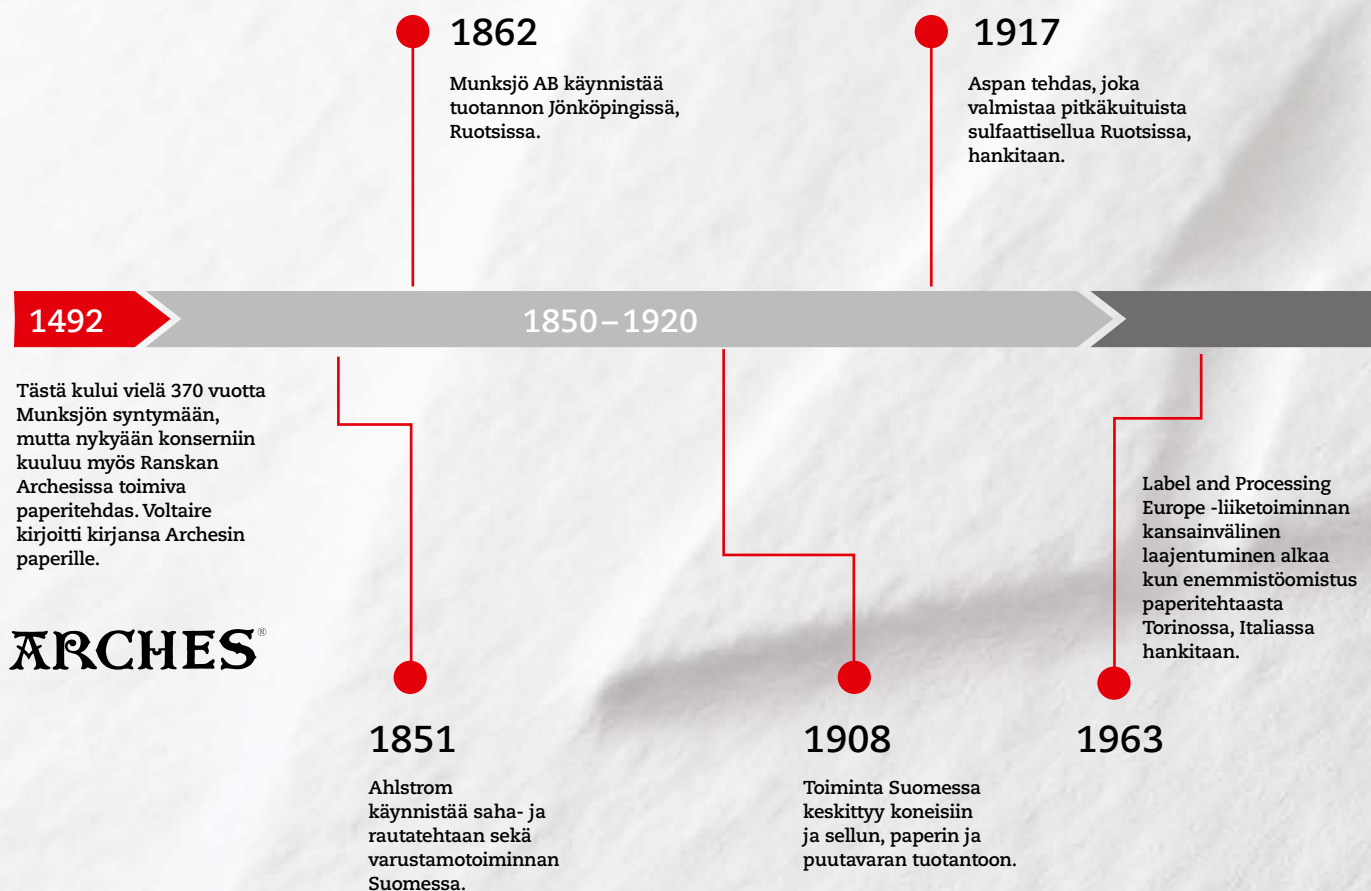 1862
Munksjö AB käynnistää
tuotannon Jönköpingissä,
Ruotsissa.
1917
Aspan tehdas, joka
valmistaa pitkäkuituista
sulfaattisellua Ruotsissa,
hankitaan.
1492
1850–1920
Tästä kului vielä 370 vuotta
Munksjön syntymään,
mutta nykyään konserniin
kuuluu myös Ranskan
Archesissa toimiva
paperitehdas. Voltaire
kirjoitti kirjansa Archesin
paperille.
ARCHES®
1851
Ahlstrom
käynnistää saha- ja
rautatehtaan sekä
varustamotoiminnan
Suomessa.
1908
Toiminta Suomessa
keskittyy koneisiin
ja sellun, paperin ja
puutavaran tuotantoon.
Label and Processing
Europe -liiketoiminnan
kansainvälinen
laajentuminen alkaa
kun enemmistöomistus
paperitehtaasta
Torinossa, Italiassa
hankitaan.
1963